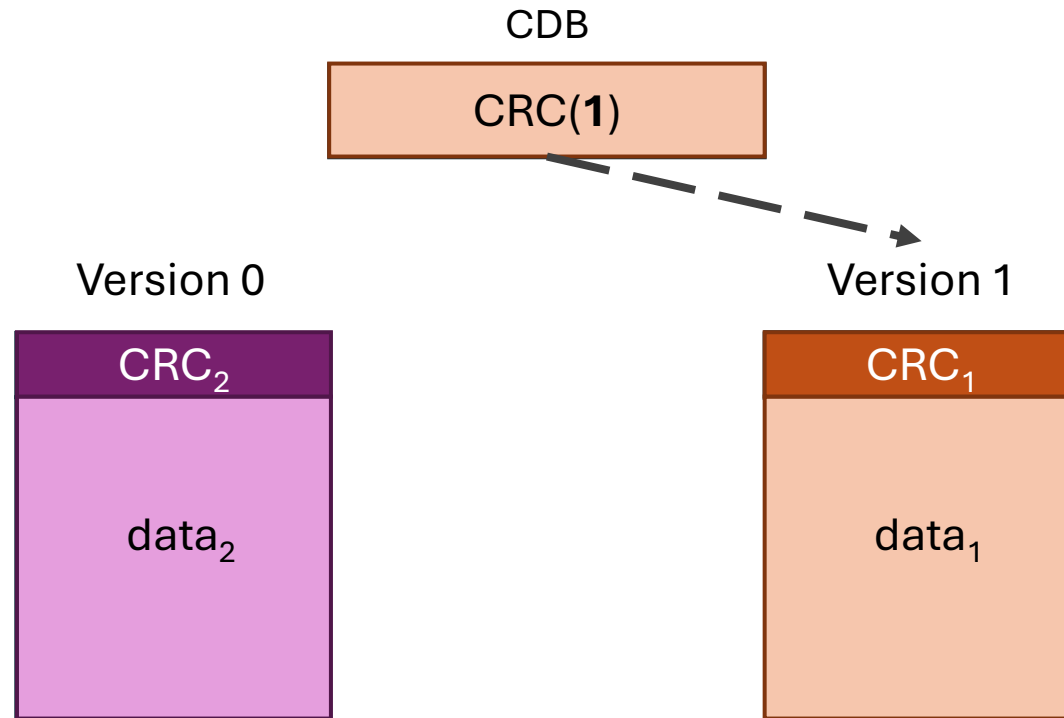 CDB
CRC(1)
Version 0
Version 1
CRC₂
CRC₁
data₂
data₁